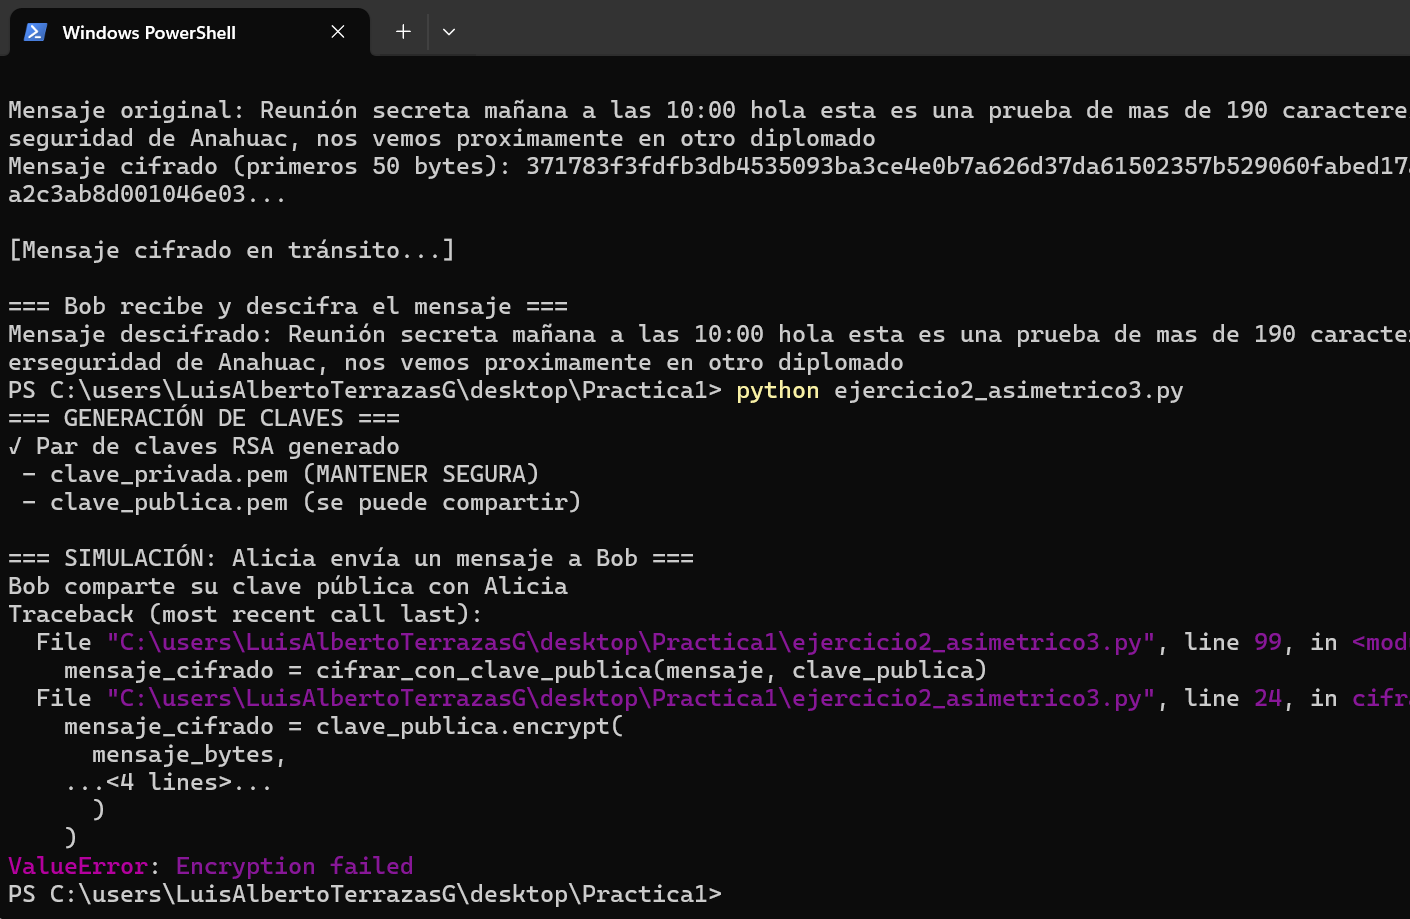 Windows PowerShell
Mensaje original: Reunión secreta mañana a las 10:00 hola esta es una prueba de mas de 190 caractere
seguridad de Anahuac, nos vemos proximamente en otro diplomado
Mensaje cifrado (primeros 50 bytes): 371783f3fdfb3db4535093ba3ce4e0b7a626d37da61502357b529060fabed17
a2c3ab8d001046e03...
[Mensaje cifrado en tránsito...]
=== Bob recibe y descifra el mensaje ===
Mensaje descifrado: Reunión secreta mañana a las 10:00 hola esta es una prueba de mas de 190 caracte
erseguridad de Anahuac, nos vemos proximamente en otro diplomado
PS C:\users\LuisAlbertoTerrazasG\desktop\Practica1> python ejercicio2_asimetrico3.py
=== GENERACIÓN DE CLAVES ===
√ Par de claves RSA generado
- clave_privada.pem (MANTENER SEGURA)
- clave_publica.pem (se puede compartir)
=== SIMULACIÓN: Alicia envía un mensaje a Bob ===
Bob comparte su clave pública con Alicia
Traceback (most recent call last):
File "C:\users\LuisAlbertoTerrazasG\desktop\Practica1\ejercicio2_asimetrico3.py", line 99, in <mod
mensaje_cifrado = cifrar_con_clave_publica(mensaje, clave_publica)
File "C:\users\LuisAlbertoTerrazasG\desktop\Practica1\ejercicio2_asimetrico3.py", line 24, in cifr
mensaje_cifrado = clave_publica.encrypt(
mensaje_bytes,
...<4 lines>...
)
)
ValueError: Encryption failed
PS C:\users\LuisAlbertoTerrazasG\desktop\Practica1>